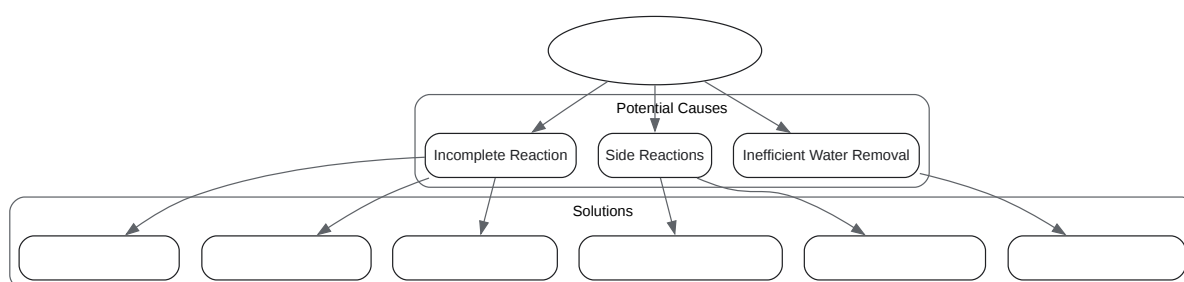 Potential Causes
Incomplete Reaction
Side Reactions
Inefficient Water Removal
Solutions